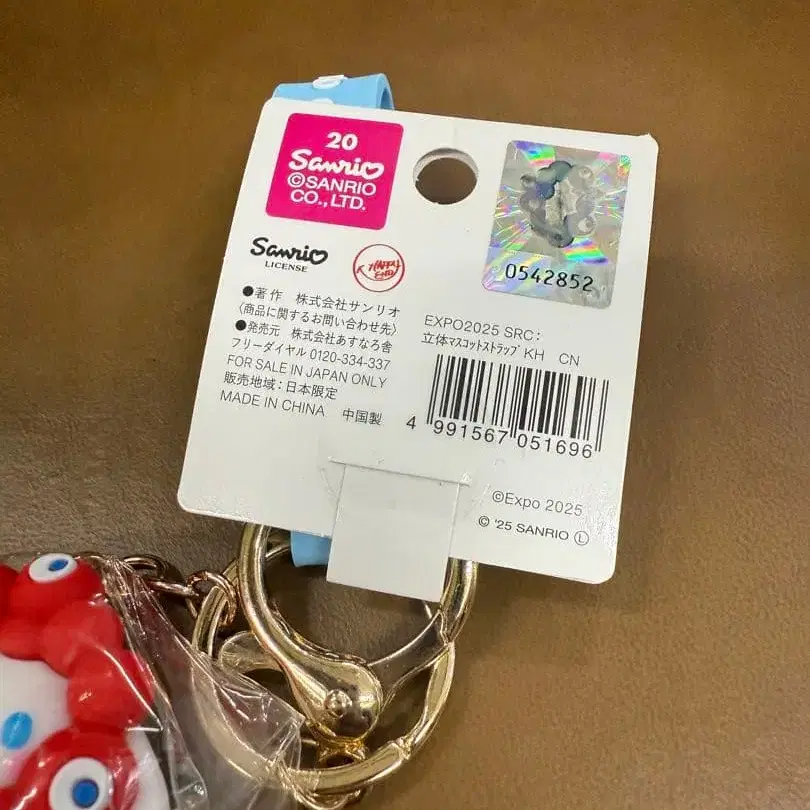 20
Sanrio
©SANRIO
CO., LTD.
Sanrio
LICENSE
HAPPY
●著作 株式会社サンリオ
〈商品に関するお問い合わせ先〉
●発売元 株式会社あすなろ舎
フリーダイヤル 0120-334-337
FOR SALE IN JAPAN ONLY
販売地域:日本限定
MADE IN CHINA 中国製
0542852
EXPO2025 SRC:
立体マスコットストラップKH CN
4 991567 051696
©Expo 2025
© '25 SANRIO Ⓛ